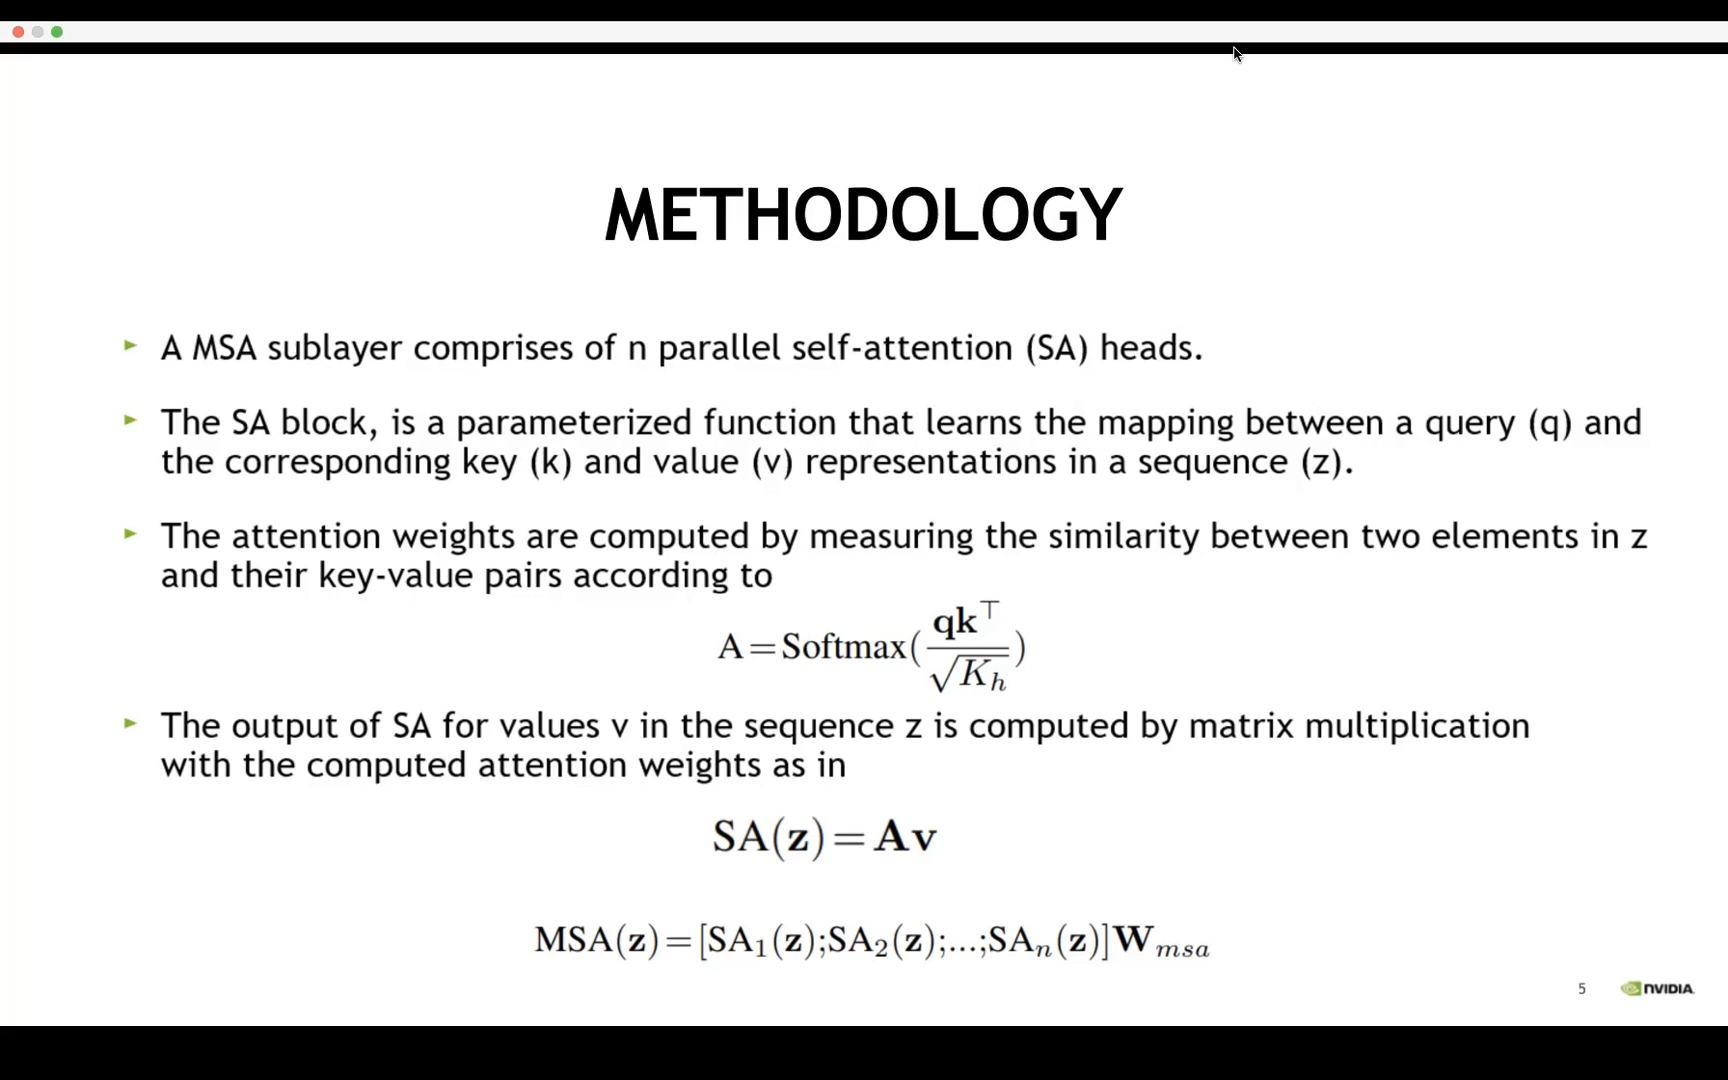 METHODOLOGY
A MSA sublayer comprises of n parallel self-attention (SA) heads.
The SA block, is a parameterized function that learns the mapping between a query (q) and
the corresponding key (k) and value (v) representations in a sequence (z).
The attention weights are computed by measuring the similarity between two elements in z
and their key-value pairs according to
A=Softmax(qk⊤/√Kₕ)
The output of SA for values v in the sequence z is computed by matrix multiplication
with the computed attention weights as in
SA(z)=Av
MSA(z)=[SA₁(z);SA₂(z);...;SAₙ(z)]W_msa
5 NVIDIA.